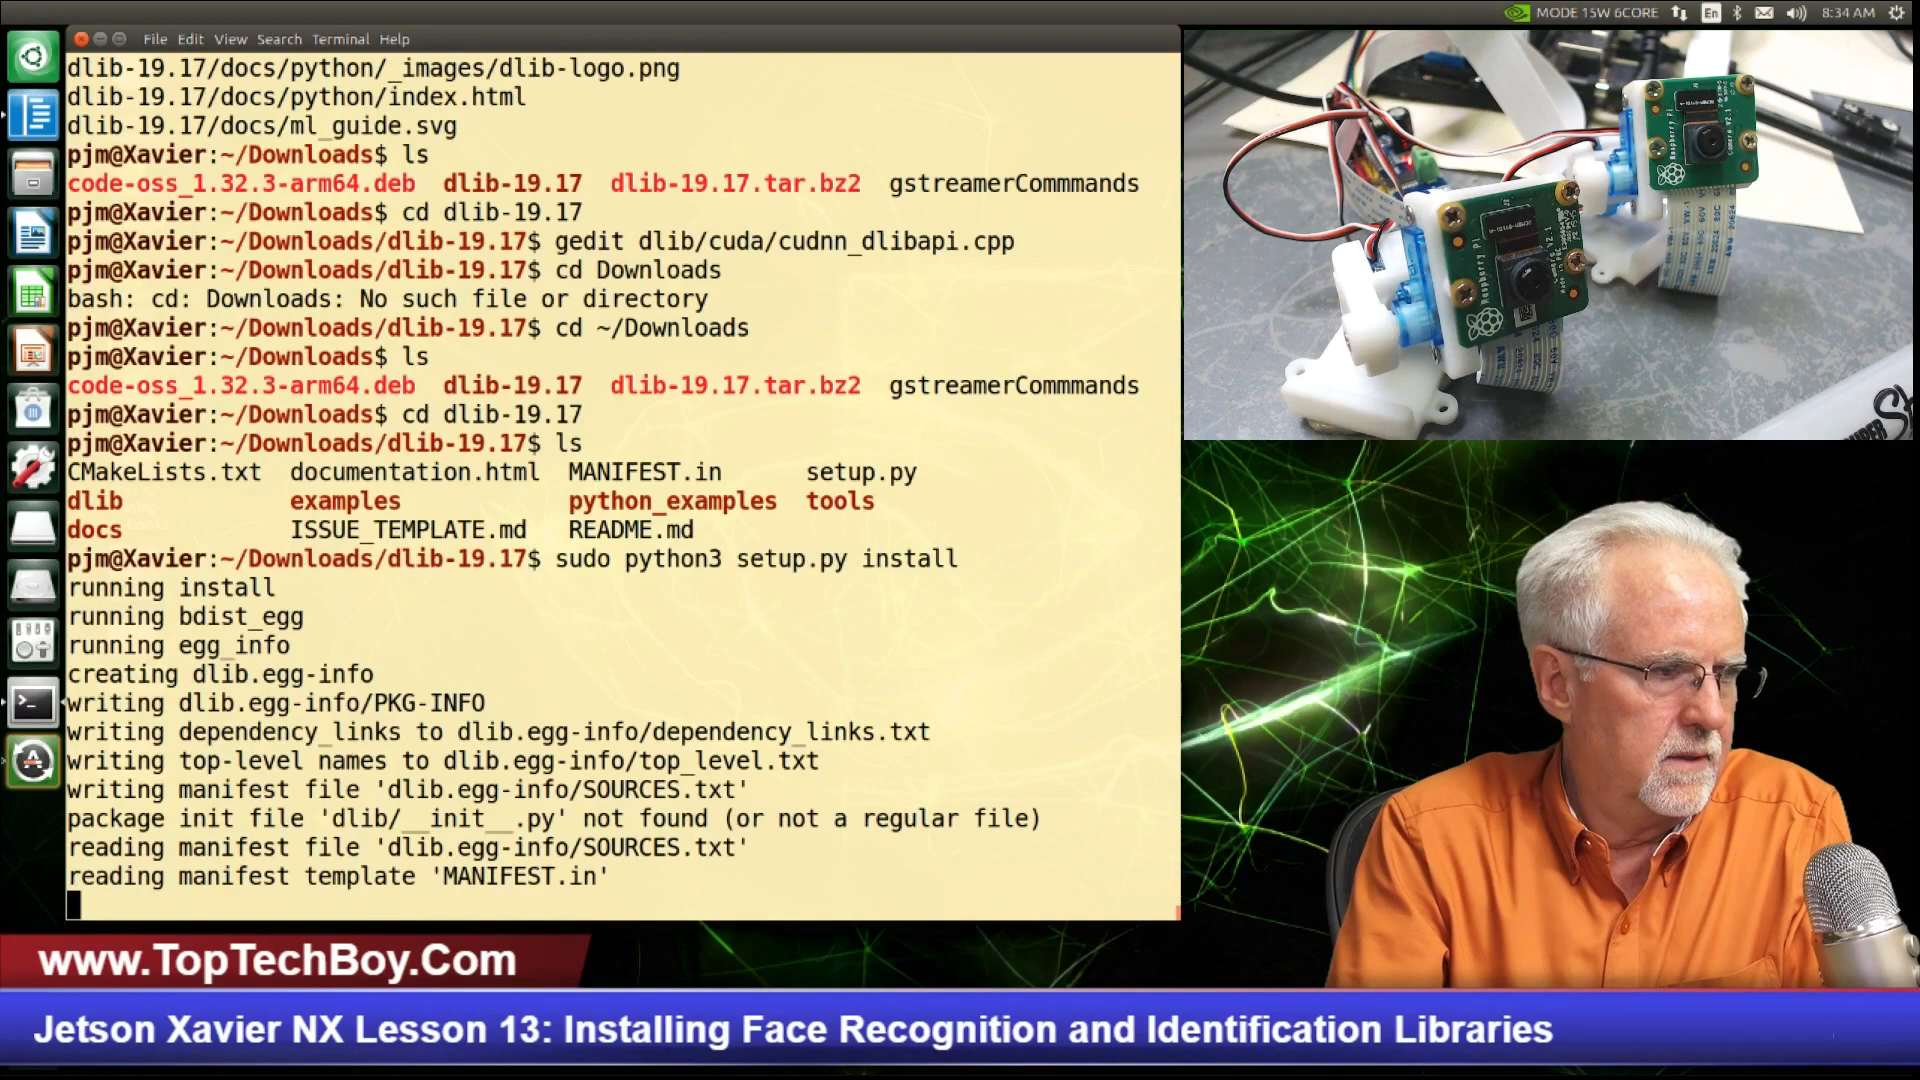 MODE 15W 6CORE En 8:34 AM
File Edit View Search Terminal Help
dlib-19.17/docs/python/_images/dlib-logo.png
dlib-19.17/docs/python/index.html
dlib-19.17/docs/ml_guide.svg
pjm@Xavier:~/Downloads$ ls
code-oss_1.32.3-arm64.deb dlib-19.17 dlib-19.17.tar.bz2 gstreamerCommmands
pjm@Xavier:~/Downloads$ cd dlib-19.17
pjm@Xavier:~/Downloads/dlib-19.17$ gedit dlib/cuda/cudnn_dlibapi.cpp
pjm@Xavier:~/Downloads/dlib-19.17$ cd Downloads
bash: cd: Downloads: No such file or directory
pjm@Xavier:~/Downloads/dlib-19.17$ cd ~/Downloads
pjm@Xavier:~/Downloads$ ls
code-oss_1.32.3-arm64.deb dlib-19.17 dlib-19.17.tar.bz2 gstreamerCommmands
pjm@Xavier:~/Downloads$ cd dlib-19.17
pjm@Xavier:~/Downloads/dlib-19.17$ ls
CMakeLists.txt documentation.html MANIFEST.in setup.py
dlib examples python_examples tools
docs ISSUE_TEMPLATE.md README.md
pjm@Xavier:~/Downloads/dlib-19.17$ sudo python3 setup.py install
running install
running bdist_egg
running egg_info
creating dlib.egg-info
writing dlib.egg-info/PKG-INFO
writing dependency_links to dlib.egg-info/dependency_links.txt
writing top-level names to dlib.egg-info/top_level.txt
writing manifest file 'dlib.egg-info/SOURCES.txt'
package init file 'dlib/__init__.py' not found (or not a regular file)
reading manifest file 'dlib.egg-info/SOURCES.txt'
reading manifest template 'MANIFEST.in'
Raspberry Pi
Camera V2.1
Raspberry Pi
Camera V2.1
www.TopTechBoy.Com
Jetson Xavier NX Lesson 13: Installing Face Recognition and Identification Libraries